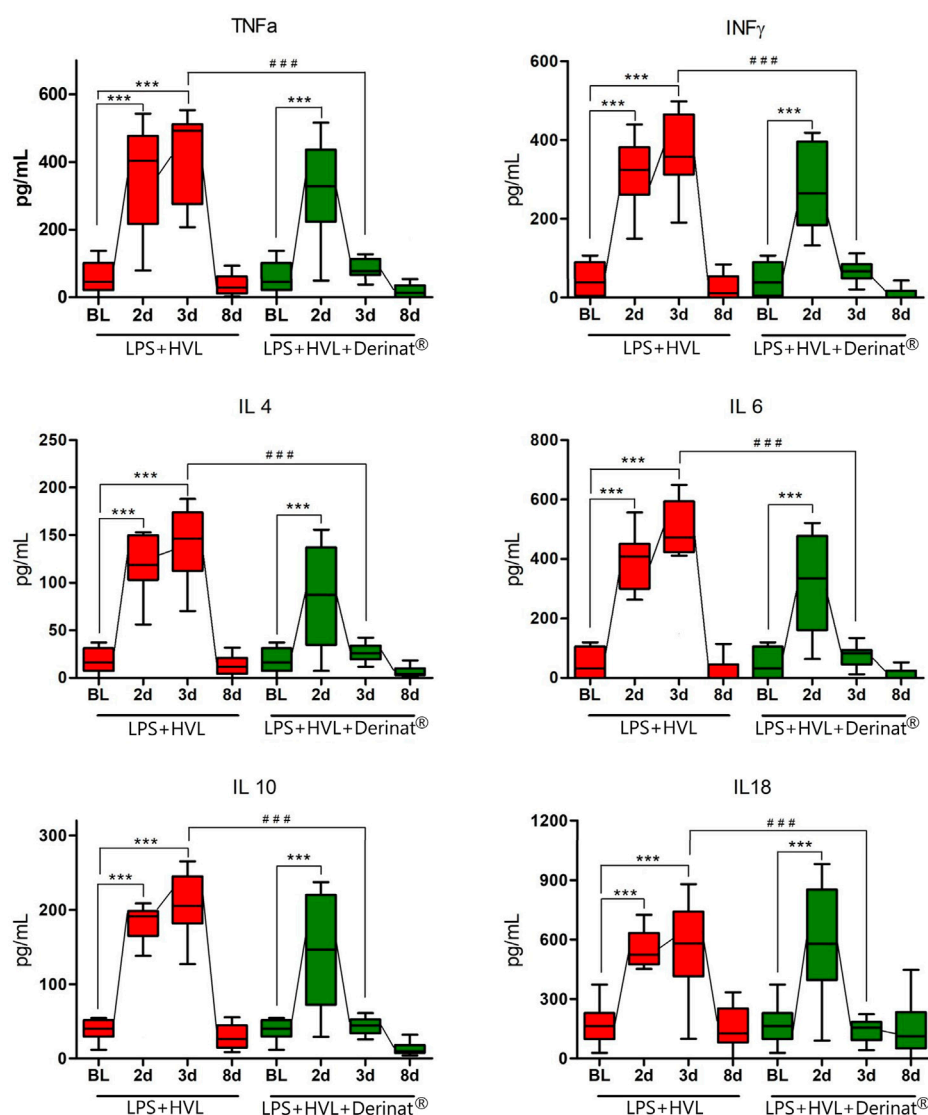 TNFa
INFγ
###
###
***
***
***
***
***
***
600
400
200
0
pg/mL
600
400
200
0
pg/mL
BL 2d 3d 8d BL 2d 3d 8d
BL 2d 3d 8d BL 2d 3d 8d
LPS+HVL LPS+HVL+Derinat®
LPS+HVL LPS+HVL+Derinat®
IL 4
IL 6
###
###
***
***
***
***
***
***
250
200
150
100
50
0
pg/mL
800
600
400
200
0
pg/mL
BL 2d 3d 8d BL 2d 3d 8d
BL 2d 3d 8d BL 2d 3d 8d
LPS+HVL LPS+HVL+Derinat®
LPS+HVL LPS+HVL+Derinat®
IL 10
IL18
###
###
***
***
***
***
***
***
300
200
100
0
pg/mL
1200
900
600
300
0
pg/mL
BL 2d 3d 8d BL 2d 3d 8d
BL 2d 3d 8d BL 2d 3d 8d
LPS+HVL LPS+HVL+Derinat®
LPS+HVL LPS+HVL+Derinat®